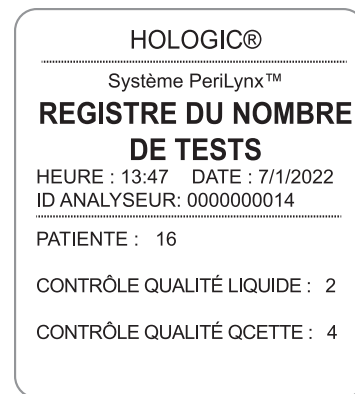 HOLOGIC®
Système PeriLynx™
REGISTRE DU NOMBRE
DE TESTS
HEURE : 13:47 DATE : 7/1/2022
ID ANALYSEUR: 0000000014
PATIENTE : 16
CONTRÔLE QUALITÉ LIQUIDE : 2
CONTRÔLE QUALITÉ QCETTE : 4